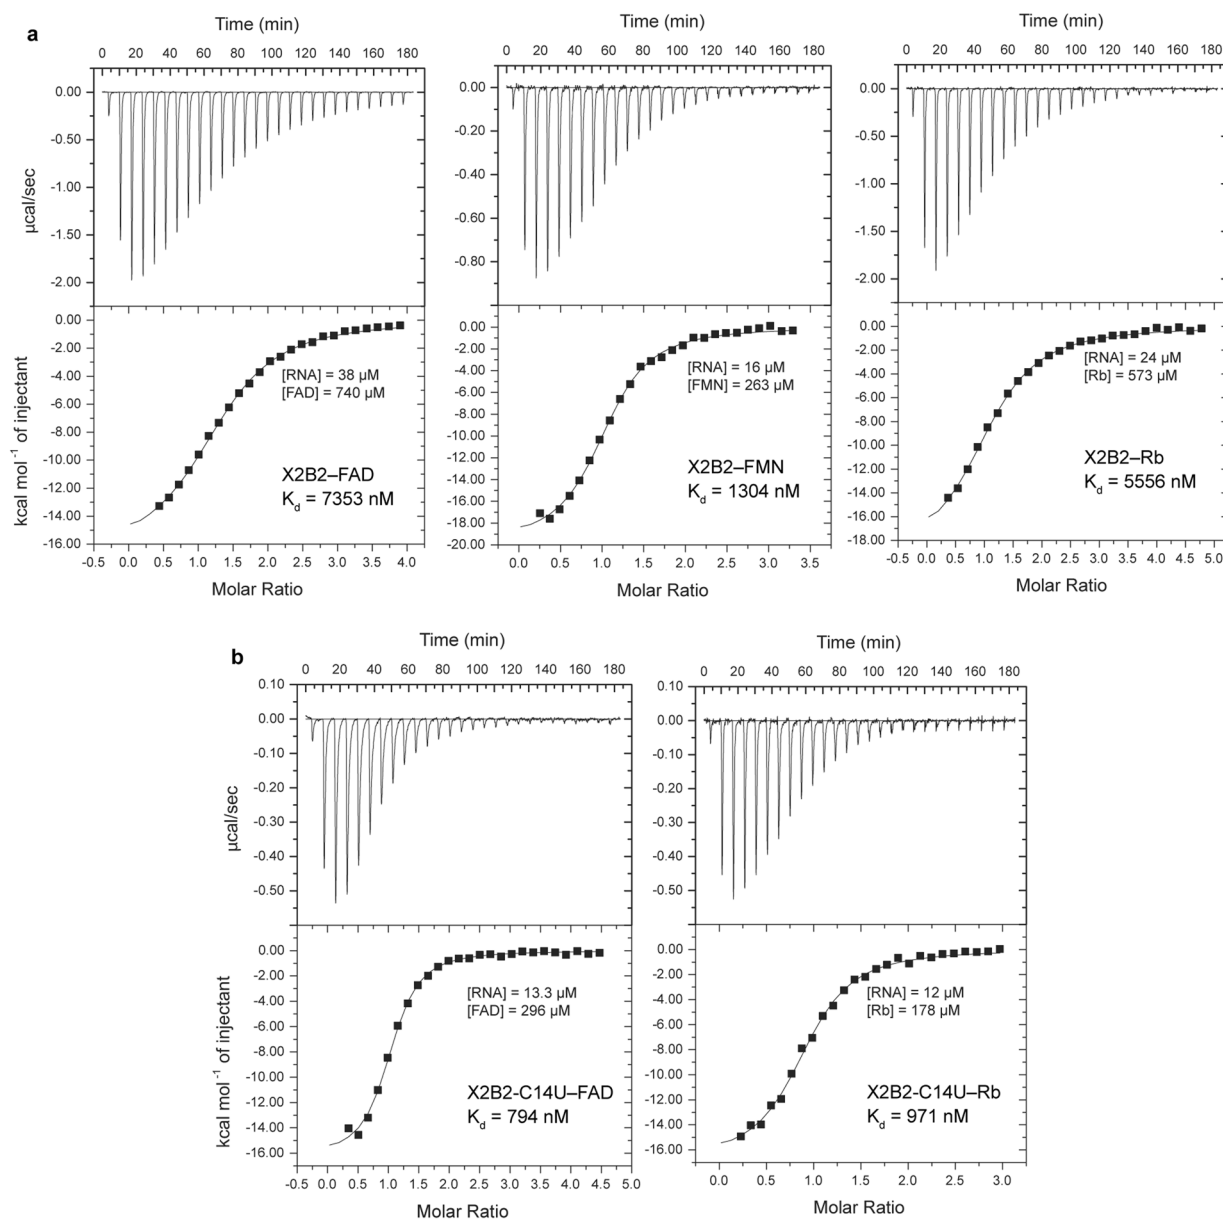 a
Time (min)
0 20 40 60 80 100 120 140 160 180
0.00
-0.50
-1.00
-1.50
-2.00
µcal/sec
0.00
-2.00
-4.00
-6.00
-8.00
-10.00
-12.00
-14.00
-16.00
kcal mol⁻¹ of injectant
[RNA] = 38 µM
[FAD] = 740 µM
X2B2–FAD
Kd = 7353 nM
-0.5 0.0 0.5 1.0 1.5 2.0 2.5 3.0 3.5 4.0
Molar Ratio
Time (min)
0 20 40 60 80 100 120 140 160 180
0.00
-0.20
-0.40
-0.60
-0.80
0.00
-2.00
-4.00
-6.00
-8.00
-10.00
-12.00
-14.00
-16.00
-18.00
-20.00
[RNA] = 16 µM
[FMN] = 263 µM
X2B2–FMN
Kd = 1304 nM
0.0 0.5 1.0 1.5 2.0 2.5 3.0 3.5
Molar Ratio
Time (min)
0 20 40 60 80 100 120 140 160 180
0.00
-0.50
-1.00
-1.50
-2.00
0.00
-2.00
-4.00
-6.00
-8.00
-10.00
-12.00
-14.00
-16.00
-18.00
[RNA] = 24 µM
[Rb] = 573 µM
X2B2–Rb
Kd = 5556 nM
-0.5 0.0 0.5 1.0 1.5 2.0 2.5 3.0 3.5 4.0 4.5 5.0
Molar Ratio
b
Time (min)
0 20 40 60 80 100 120 140 160 180
0.10
0.00
-0.10
-0.20
-0.30
-0.40
-0.50
µcal/sec
0.00
-2.00
-4.00
-6.00
-8.00
-10.00
-12.00
-14.00
-16.00
kcal mol⁻¹ of injectant
[RNA] = 13.3 µM
[FAD] = 296 µM
X2B2-C14U–FAD
Kd = 794 nM
-0.5 0.0 0.5 1.0 1.5 2.0 2.5 3.0 3.5 4.0 4.5 5.0
Molar Ratio
Time (min)
0 20 40 60 80 100 120 140 160 180
0.10
0.00
-0.10
-0.20
-0.30
-0.40
-0.50
0.00
-2.00
-4.00
-6.00
-8.00
-10.00
-12.00
-14.00
-16.00
[RNA] = 12 µM
[Rb] = 178 µM
X2B2-C14U–Rb
Kd = 971 nM
0.0 0.5 1.0 1.5 2.0 2.5 3.0
Molar Ratio